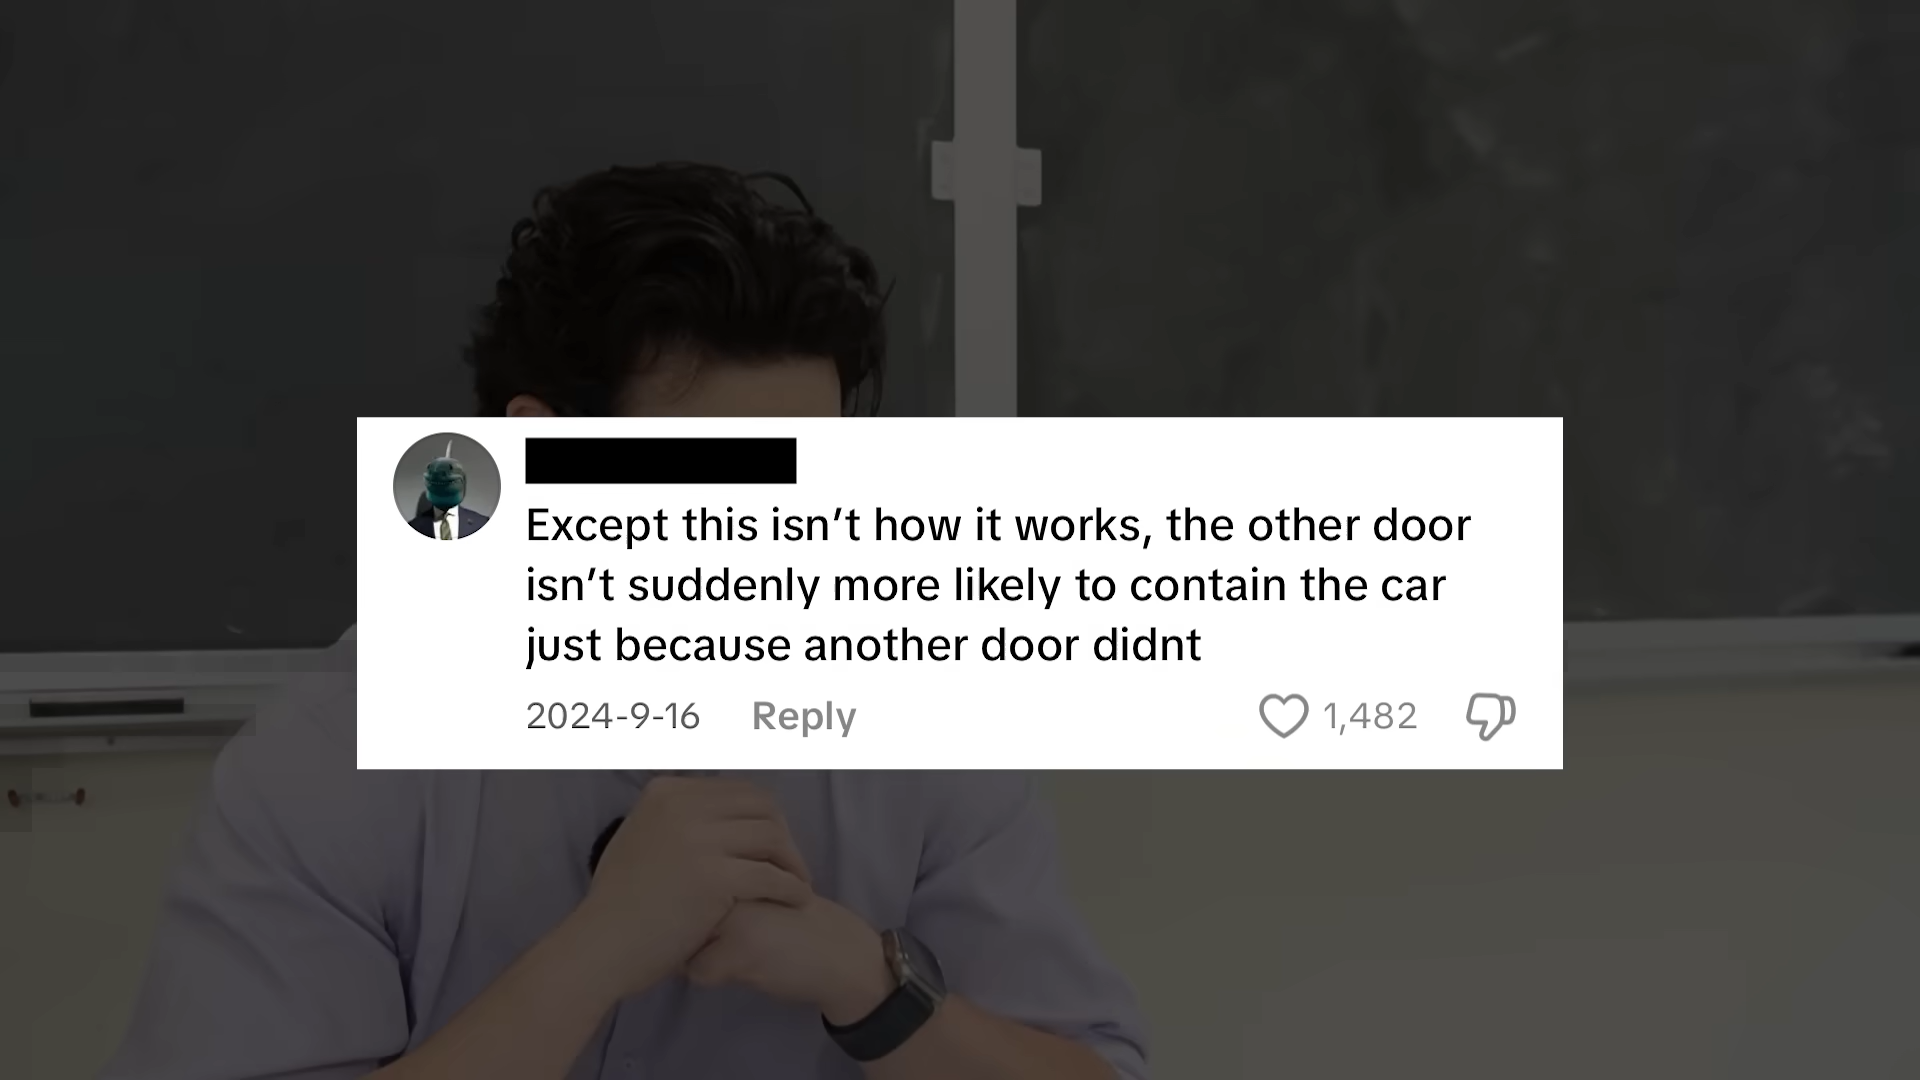 Except this isn’t how it works, the other door
isn’t suddenly more likely to contain the car
just because another door didnt
2024-9-16 Reply 1,482